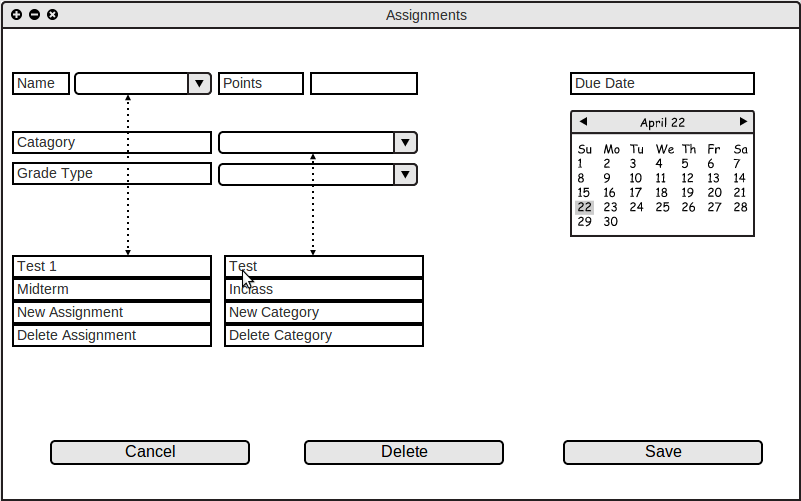 Assignments
Name
Points
Due Date
April 22
Su Mo Tu We Th Fr Sa
1 2 3 4 5 6 7
8 9 10 11 12 13 14
15 16 17 18 19 20 21
22 23 24 25 26 27 28
29 30
Catagory
Grade Type
Test 1
Midterm
New Assignment
Delete Assignment
Test
Inclass
New Category
Delete Category
Cancel
Delete
Save